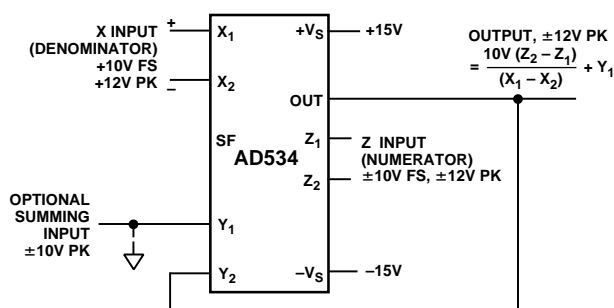 X INPUT
(DENOMINATOR)
+10V FS
+12V PK
+
–
X1
X2
SF
AD534
Y1
Y2
+VS
+15V
OUT
Z1
Z2
–VS
–15V
OUTPUT, ±12V PK
= 10V (Z2 – Z1) / (X1 – X2) + Y1
Z INPUT
(NUMERATOR)
±10V FS, ±12V PK
OPTIONAL
SUMMING
INPUT
±10V PK